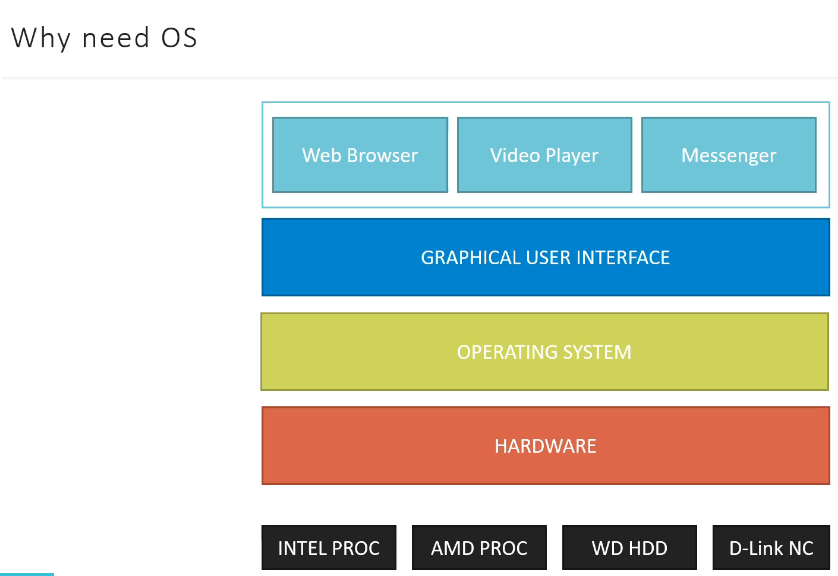 Why need OS
Web Browser
Video Player
Messenger
GRAPHICAL USER INTERFACE
OPERATING SYSTEM
HARDWARE
INTEL PROC
AMD PROC
WD HDD
D-Link NC